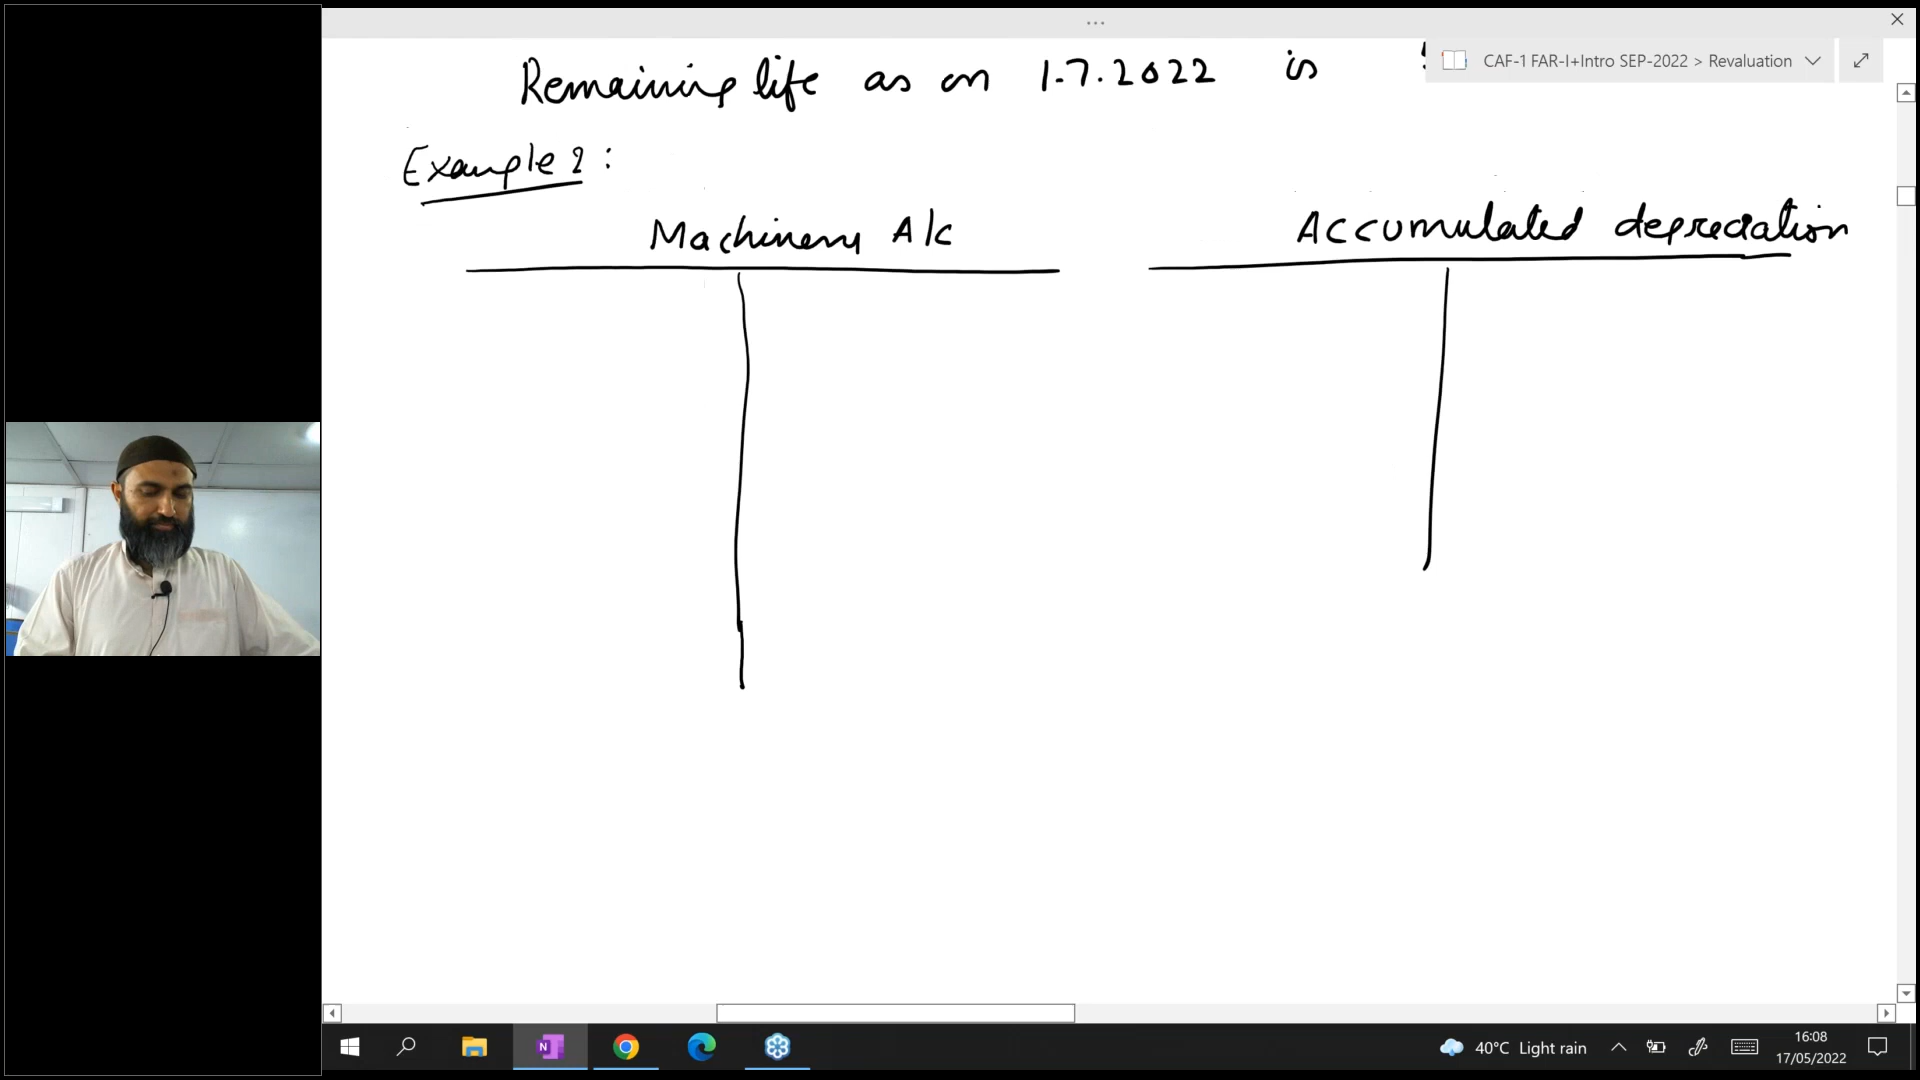 Remaining life as on 1.7.2022 is
CAF-1 FAR-I+Intro SEP-2022 > Revaluation
Example 2:
Machinery A/c
Accumulated depreciation
40°C Light rain
16:08
17/05/2022